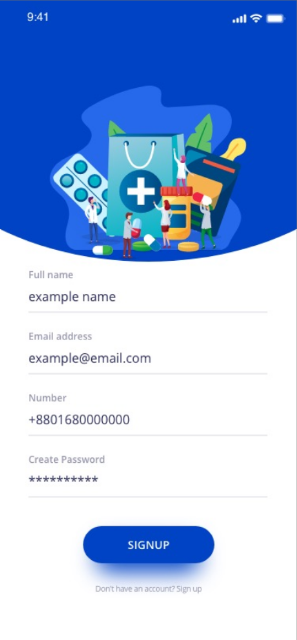 9:41
Full name
example name
Email address
example@email.com
Number
+8801680000000
Create Password
**********
SIGNUP
Don't have an account? Sign up